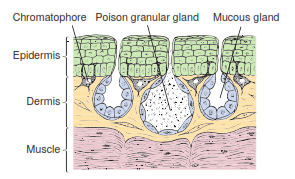 Chromatophore Poison granular gland Mucous gland
Epidermis
Dermis
Muscle